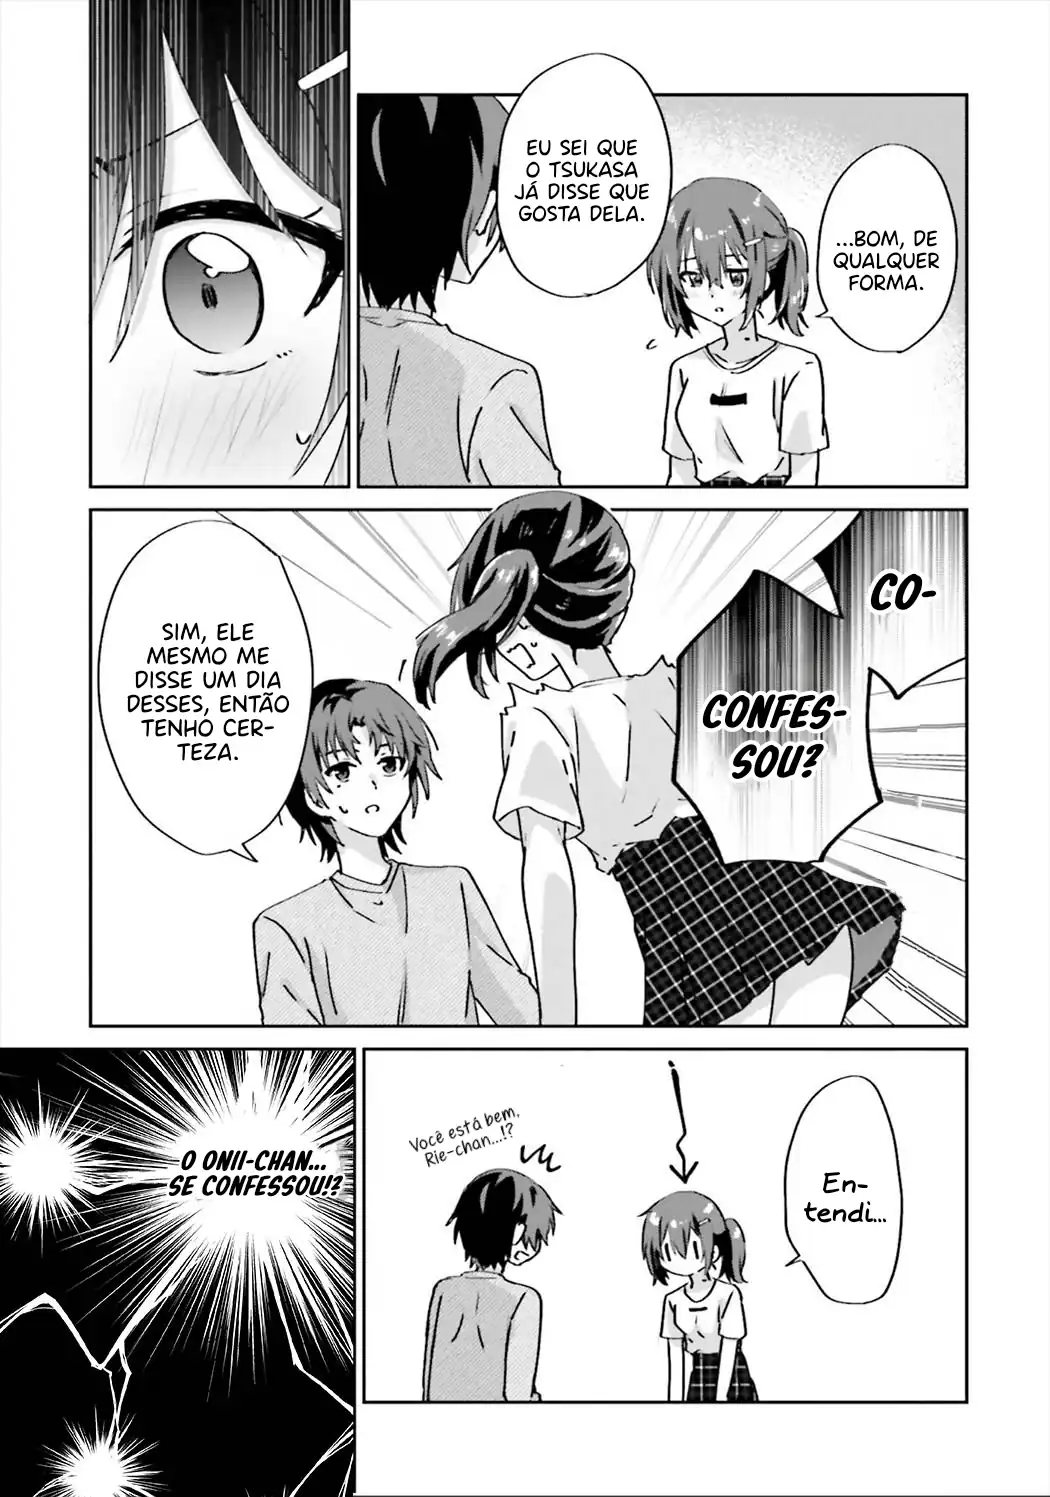 ...BOM, DE
QUALQUER
FORMA.
EU SEI QUE
O TSUKASA
JÁ DISSE QUE
GOSTA DELA.
CO-
CONFES-
SOU?
SIM, ELE
MESMO ME
DISSE UM DIA
DESSES, ENTÃO
TENHO CER-
TEZA.
En-
tendi...
Você está bem,
Rie-chan...!?
O ONII-CHAN...
SE CONFESSOU!?